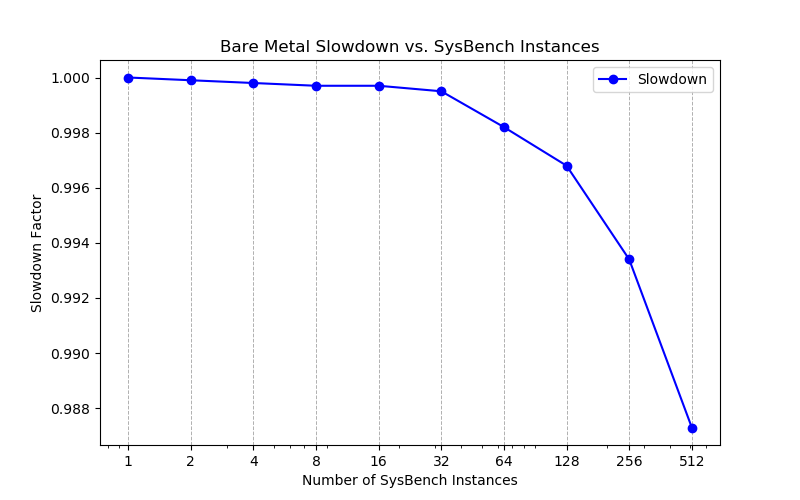 Bare Metal Slowdown vs. SysBench Instances
Slowdown
1.000
0.998
0.996
0.994
0.992
0.990
0.988
Slowdown Factor
1 2 4 8 16 32 64 128 256 512
Number of SysBench Instances